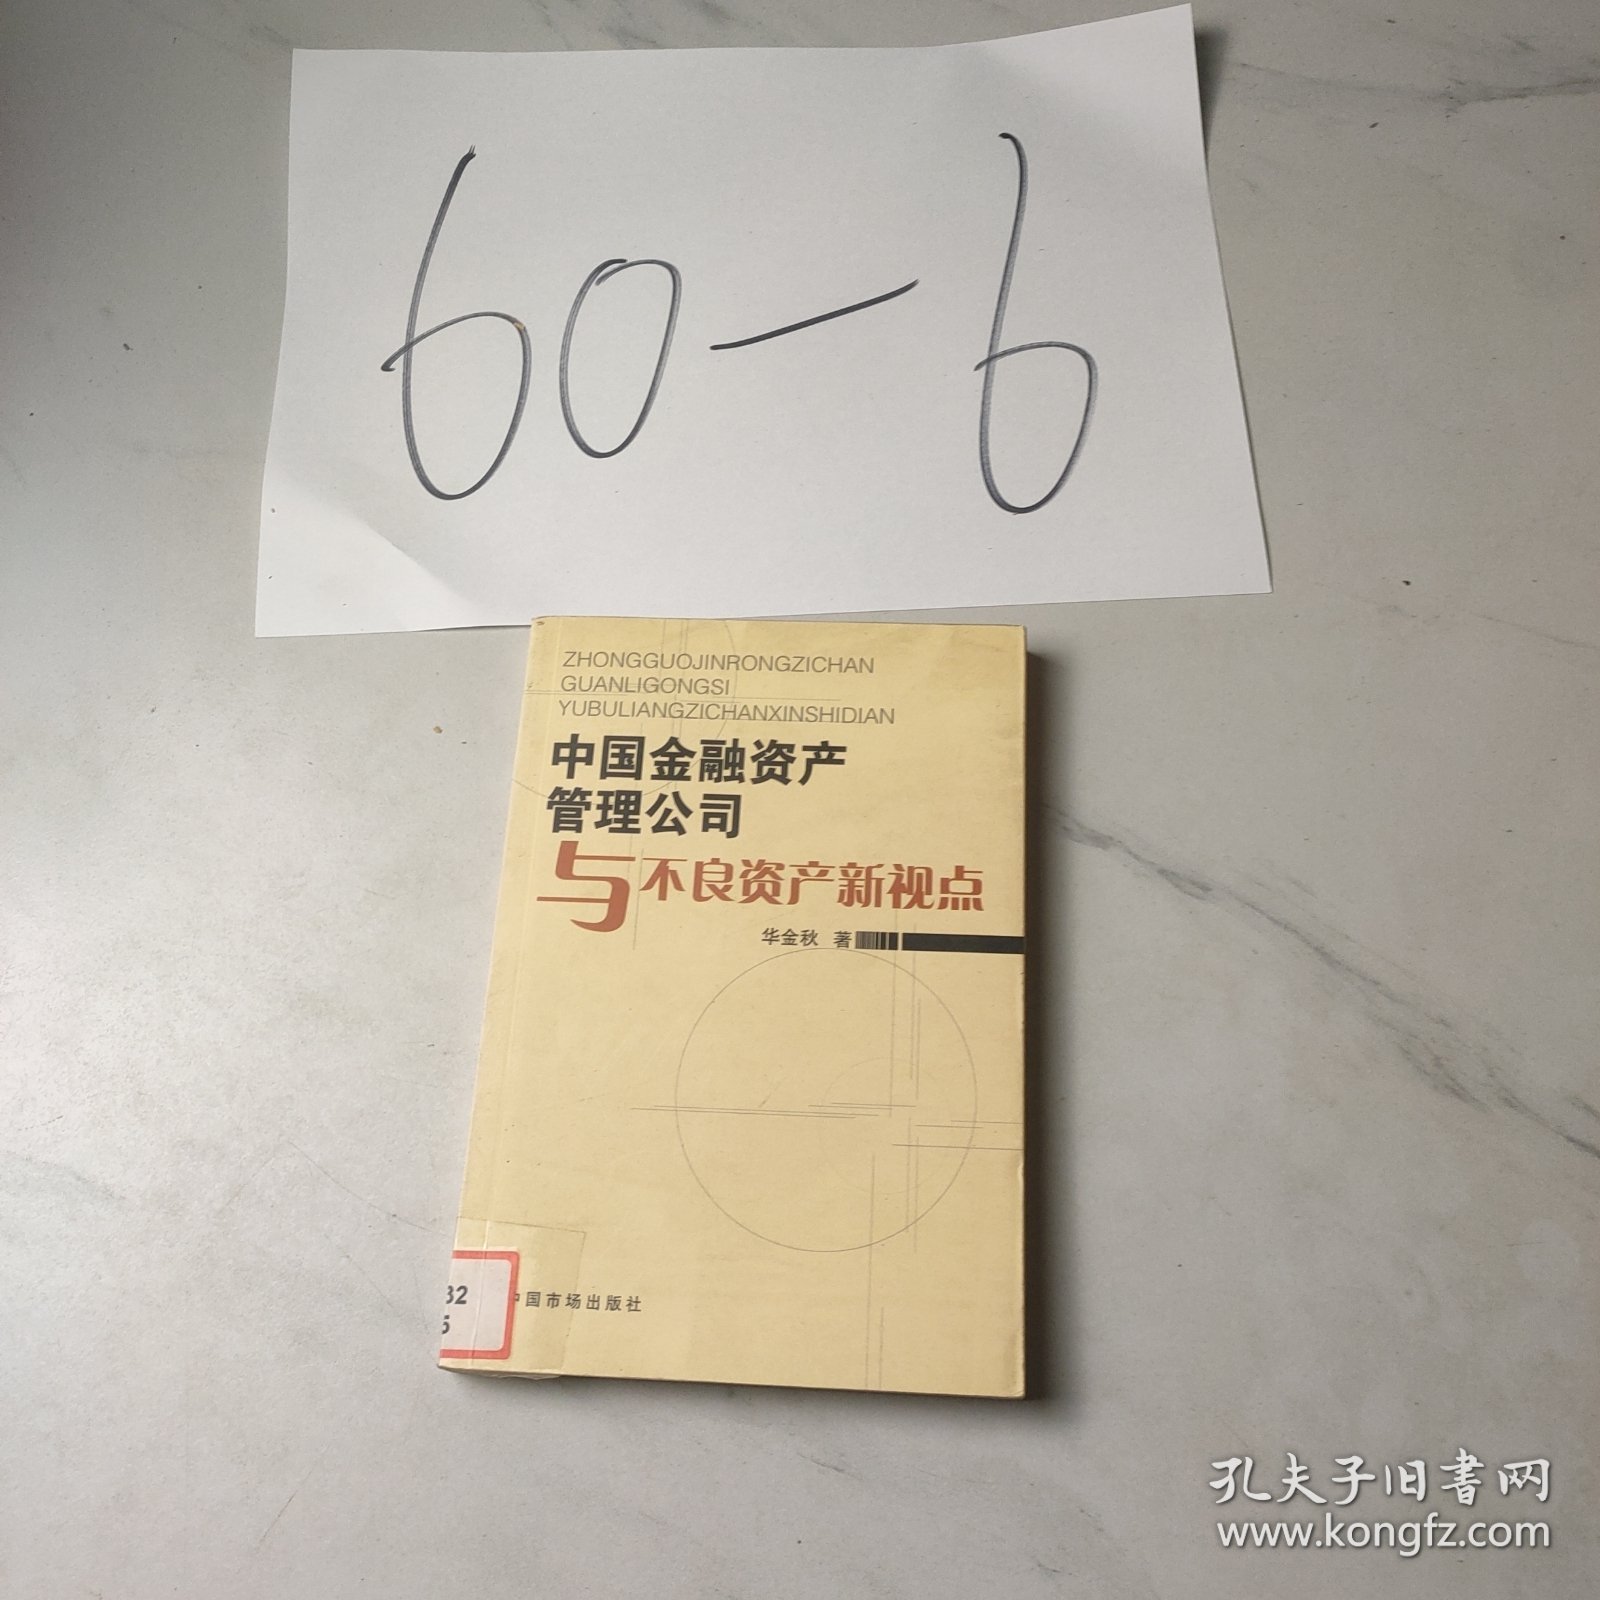 60-6
ZHONGGUOJINRONGZICHAN
GUANLIGONGSI
YUBULIANGZICHANXINSHIDIAN
中国金融资产
管理公司
与不良资产新视点
华金秋 著
32
中国市场出版社
孔夫子旧书网
www.kongfz.com